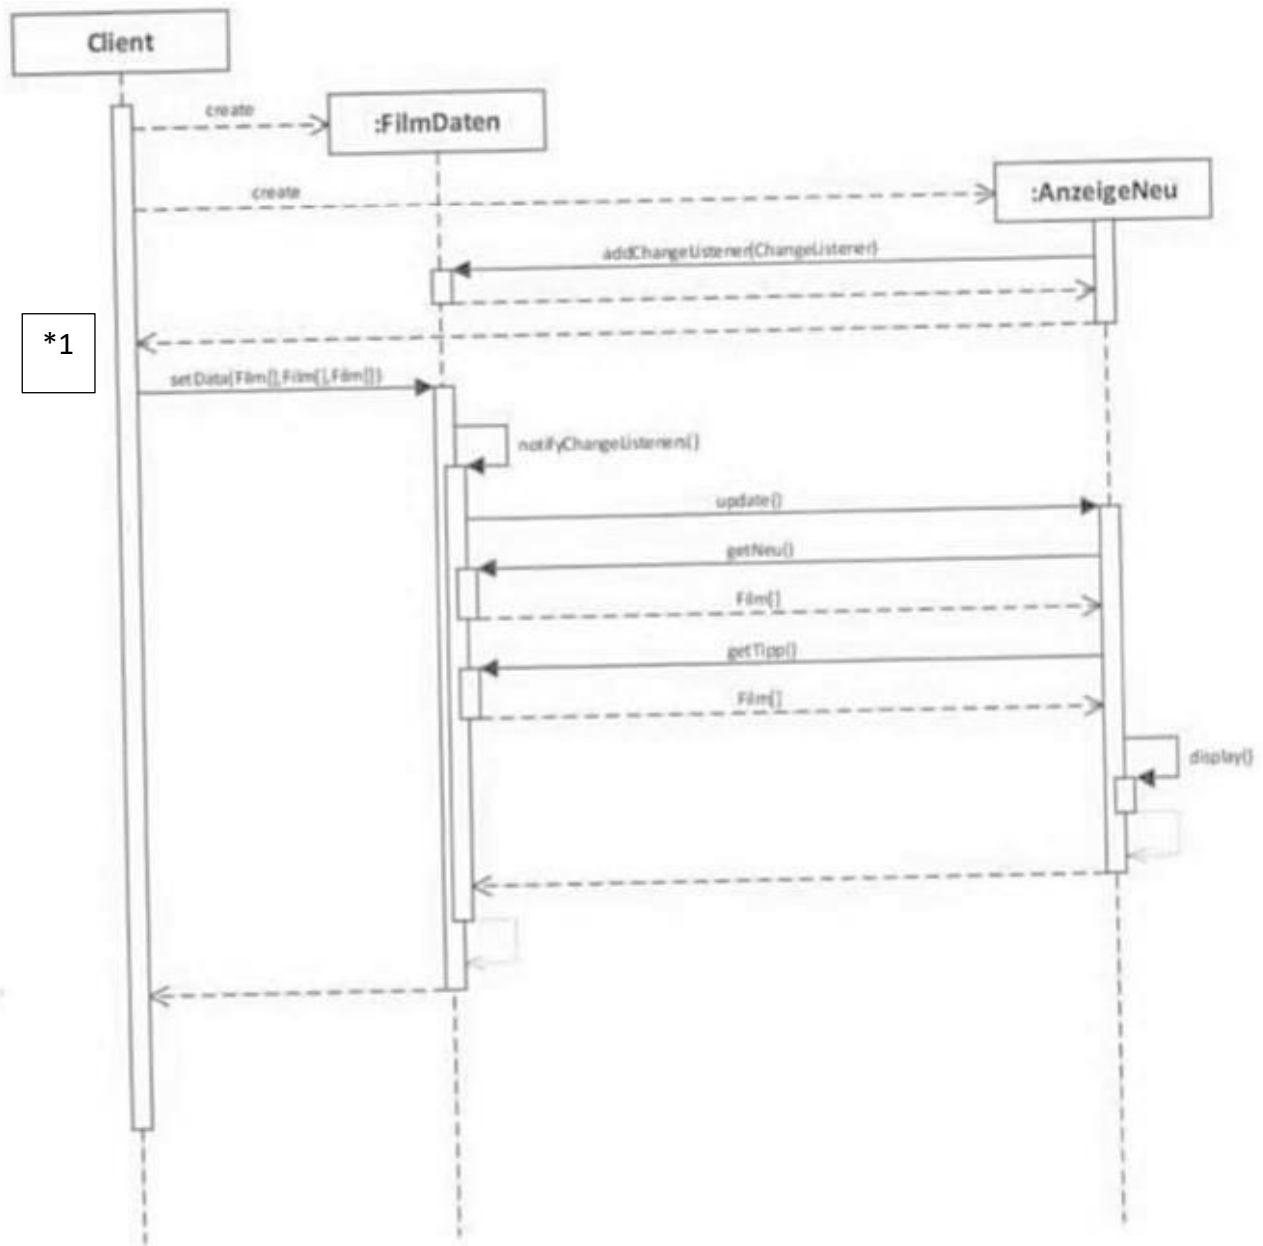 Client
create
:FilmDaten
create
:AnzeigeNeu
addChangeListener(ChangeListener)
*1
setData(Film[],Film[],Film[])
notifyChangeListeners()
update()
getNeu()
Film[]
getTipp()
Film[]
display()